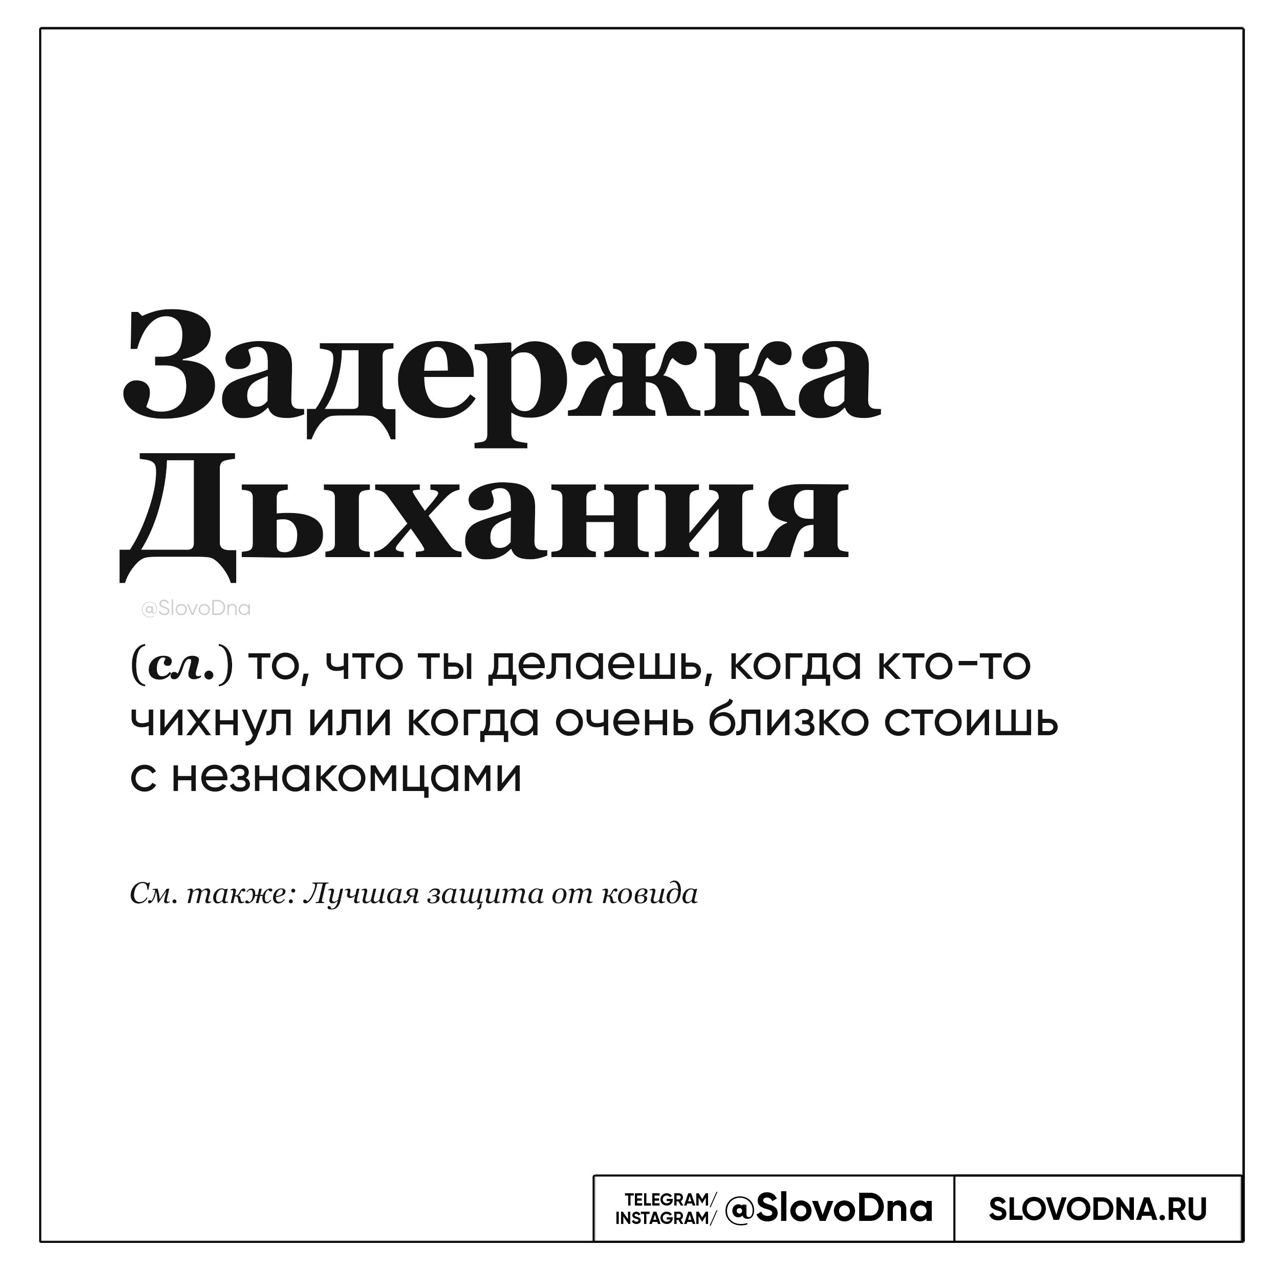 Задержка
Дыхания
@SlovoDna
(сл.) то, что ты делаешь, когда кто-то
чихнул или когда очень близко стоишь
с незнакомцами
См. также: Лучшая защита от ковида
TELEGRAM/
INSTAGRAM/
@SlovoDna
SLOVODNA.RU